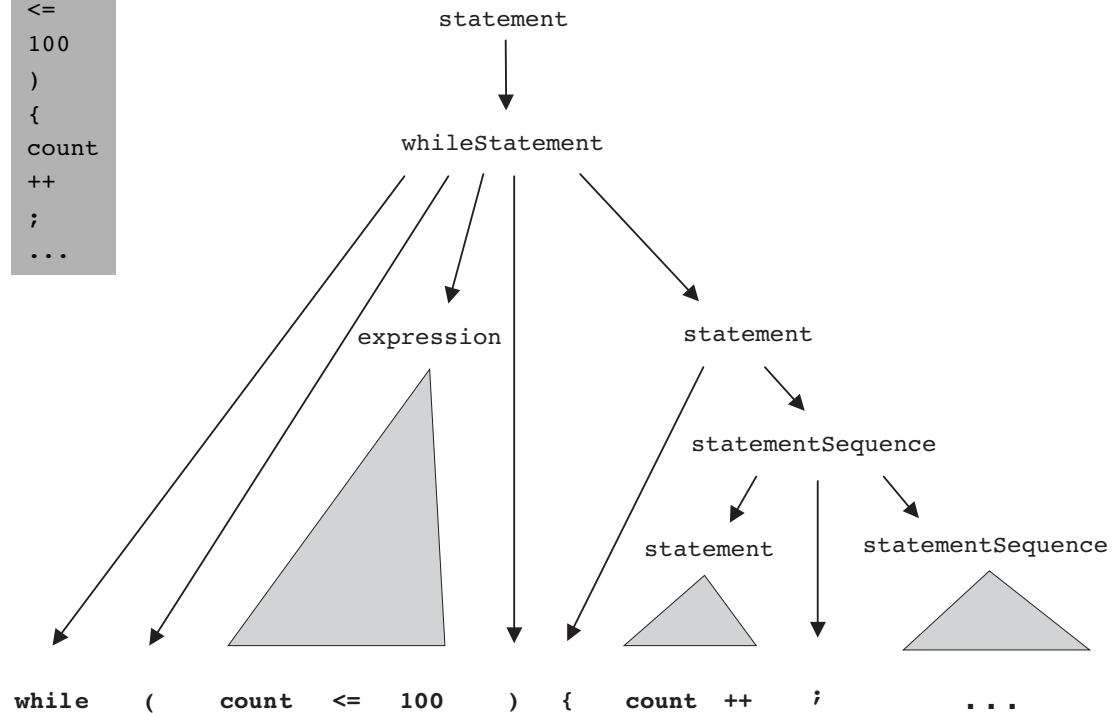 <=
100
)
{
count
++
;
...
statement
whileStatement
expression statement
statementSequence
statement statementSequence
while ( count <= 100 ) { count ++ ; ...